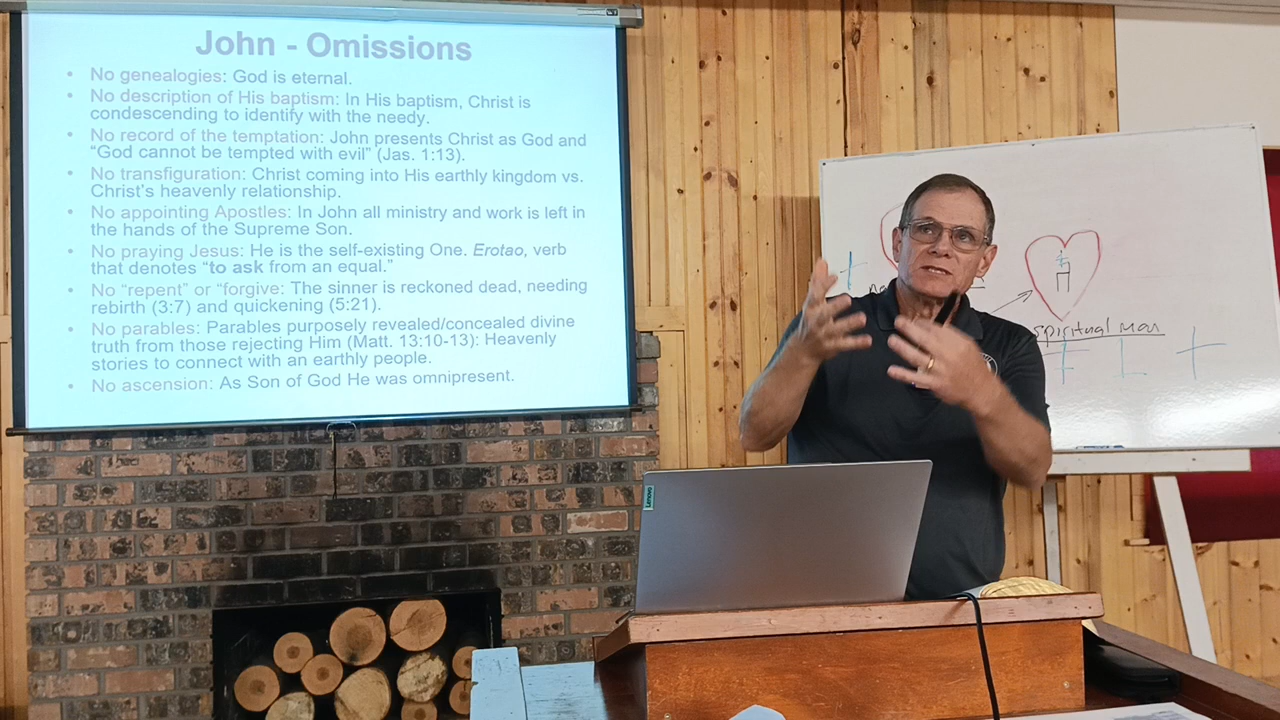 John - Omissions
• No genealogies: God is eternal.
• No description of His baptism: In His baptism, Christ is
condescending to identify with the needy.
• No record of the temptation: John presents Christ as God and
“God cannot be tempted with evil” (Jas. 1:13).
• No transfiguration: Christ coming into His earthly kingdom vs.
Christ's heavenly relationship.
• No appointing Apostles: In John all ministry and work is left in
the hands of the Supreme Son.
• No praying Jesus: He is the self-existing One. Erotao, verb
that denotes “to ask from an equal.”
• No “repent” or “forgive: The sinner is reckoned dead, needing
rebirth (3:7) and quickening (5:21).
• No parables: Parables purposely revealed/concealed divine
truth from those rejecting Him (Matt. 13:10-13): Heavenly
stories to connect with an earthly people.
• No ascension: As Son of God He was omnipresent.
spiritual man
Lenovo